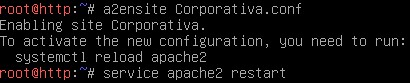 root@http:~# a2ensite Corporativa.conf
Enabling site Corporativa.
To activate the new configuration, you need to run:
  systemctl reload apache2
root@http:~# service apache2 restart